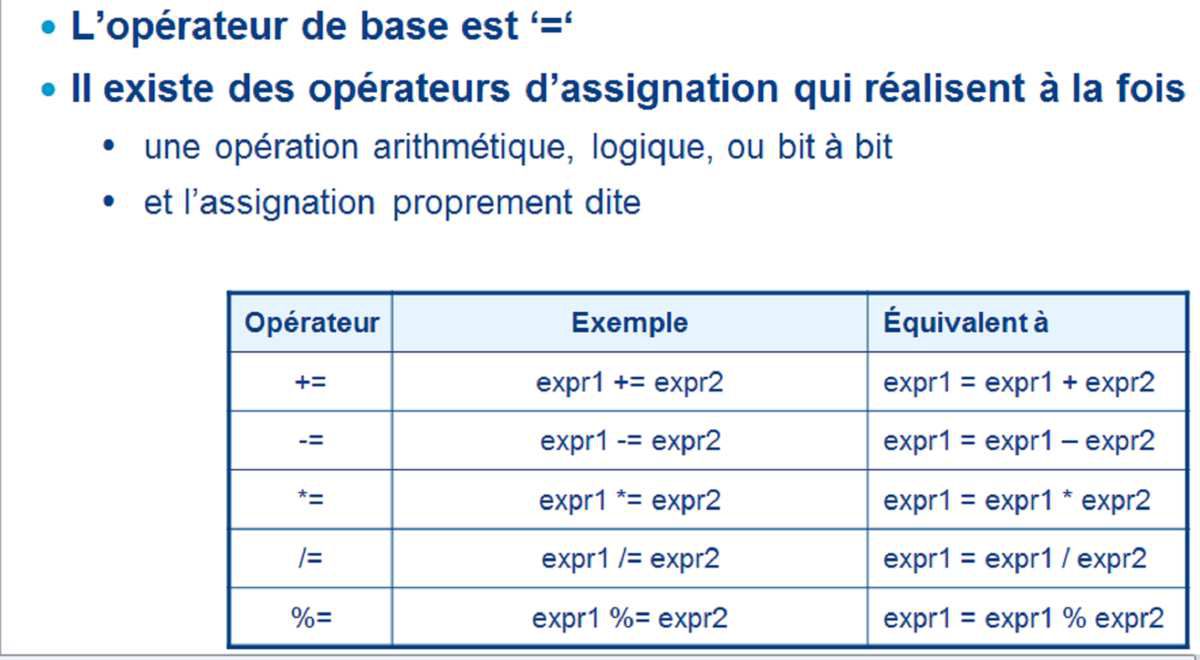 • L’opérateur de base est ‘=‘
• Il existe des opérateurs d’assignation qui réalisent à la fois
• une opération arithmétique, logique, ou bit à bit
• et l’assignation proprement dite
Opérateur Exemple Équivalent à
+= expr1 += expr2 expr1 = expr1 + expr2
-= expr1 -= expr2 expr1 = expr1 – expr2
*= expr1 *= expr2 expr1 = expr1 * expr2
/= expr1 /= expr2 expr1 = expr1 / expr2
%= expr1 %= expr2 expr1 = expr1 % expr2